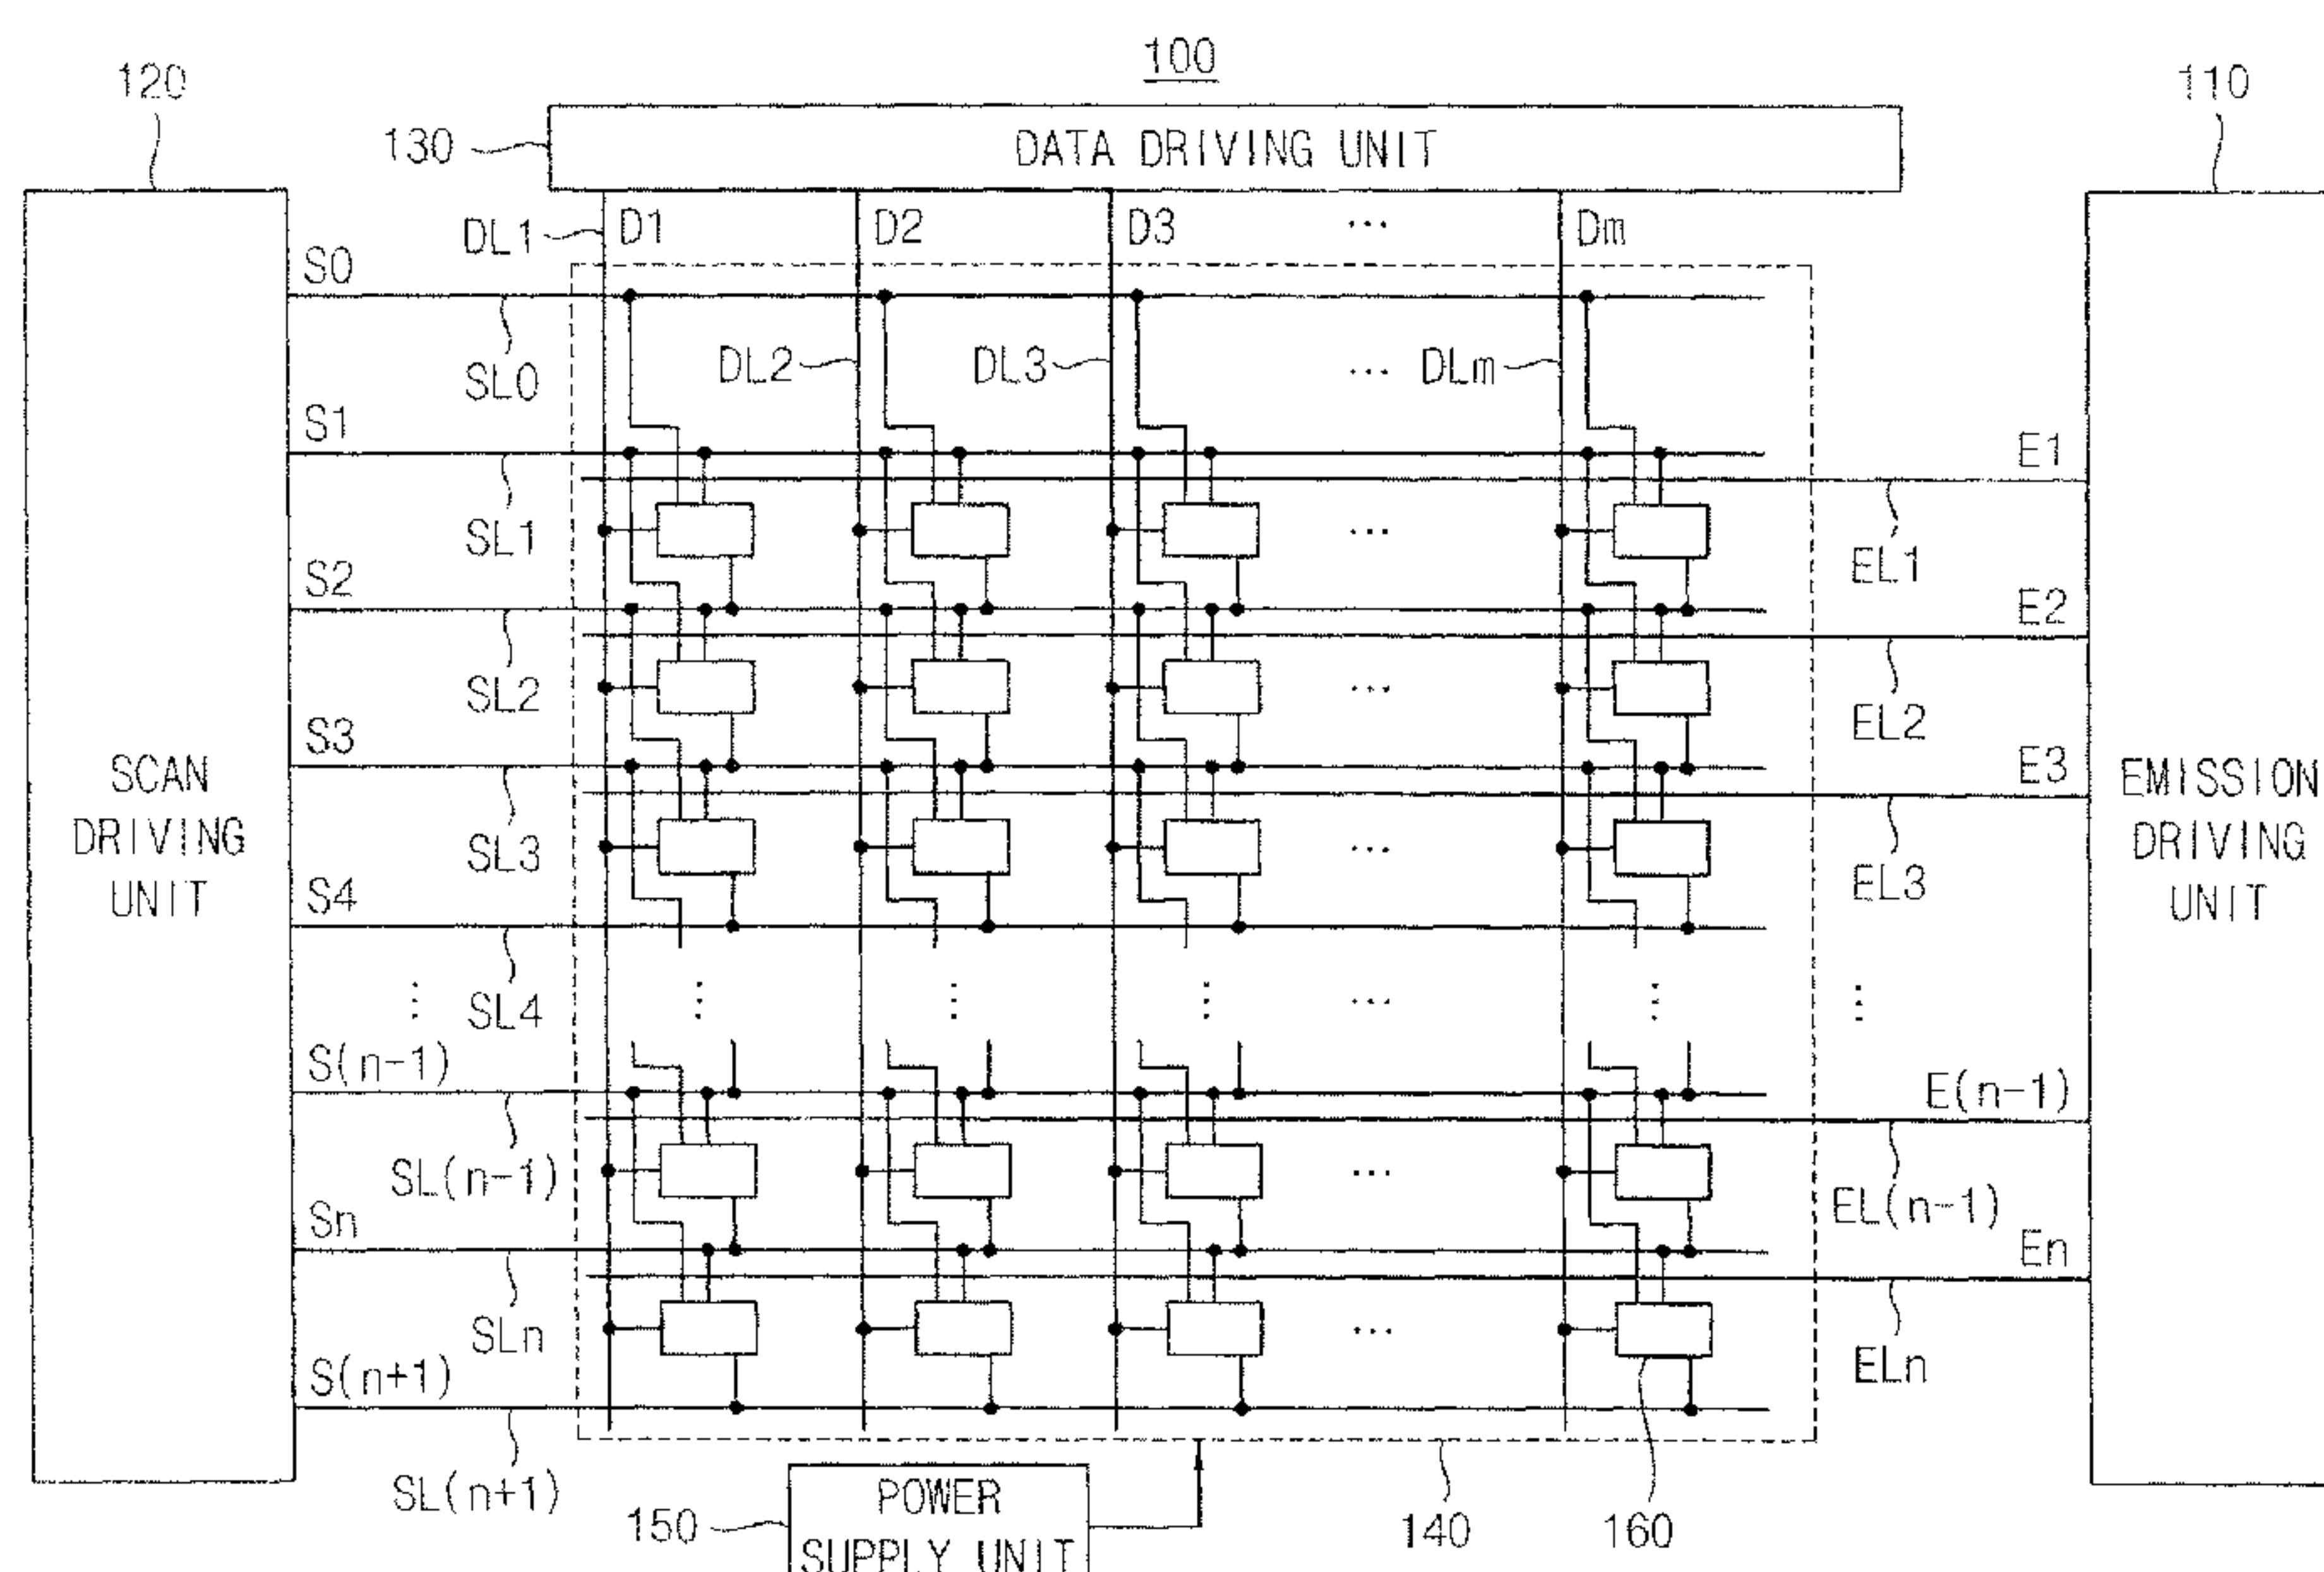 100
120
110
130
DATA DRIVING UNIT
DL1
D1
D2
D3
...
Dm
S0
SL0
DL2
DL3
...
DLm
S1
E1
SL1
...
EL1
S2
E2
SL2
...
EL2
S3
E3
SCAN
DRIVING
UNIT
EMISSION
DRIVING
UNIT
SL3
...
EL3
S4
SL4
...
S(n-1)
E(n-1)
SL(n-1)
...
EL(n-1)
Sn
En
SLn
...
ELn
S(n+1)
SL(n+1)
150
POWER
SUPPLY UNIT
140
160